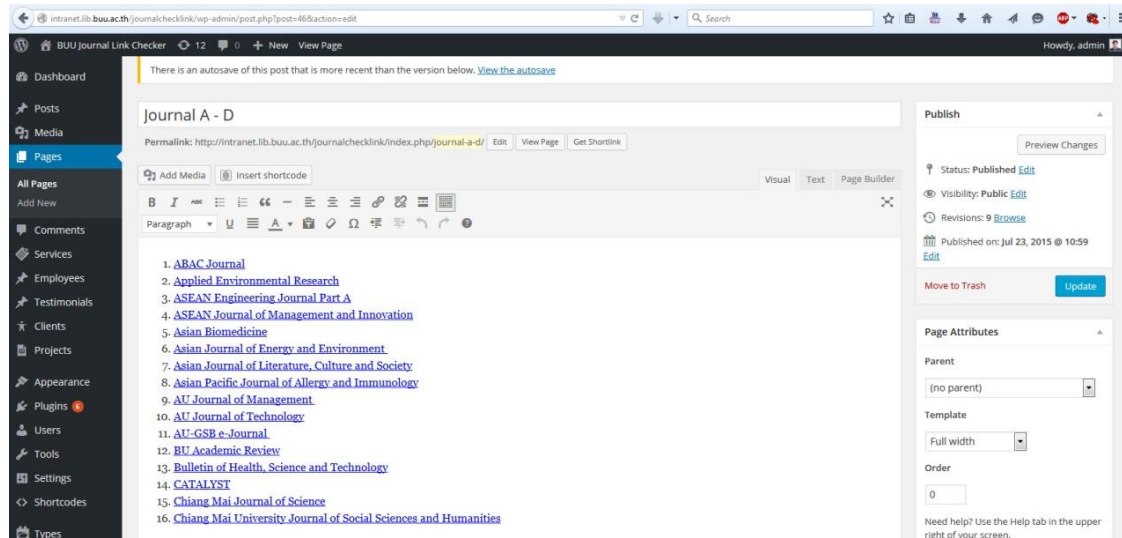 intranet.lib.buu.ac.th/journalchecklink/wp-admin/post.php?post=46&action=edit
Search
BUU Journal Link Checker 12 0 + New View Page
Howdy, admin
There is an autosave of this post that is more recent than the version below. View the autosave
Dashboard
Posts
Media
Pages
All Pages
Add New
Comments
Services
Employees
Testimonials
Clients
Projects
Appearance
Plugins 6
Users
Tools
Settings
Shortcodes
Types
Journal A - D
Permalink: http://intranet.lib.buu.ac.th/journalchecklink/index.php/journal-a-d/ Edit View Page Get Shortlink
Add Media Insert shortcode
Visual Text Page Builder
B I ABC
Paragraph U A Ω
1. ABAC Journal
2. Applied Environmental Research
3. ASEAN Engineering Journal Part A
4. ASEAN Journal of Management and Innovation
5. Asian Biomedicine
6. Asian Journal of Energy and Environment
7. Asian Journal of Literature, Culture and Society
8. Asian Pacific Journal of Allergy and Immunology
9. AU Journal of Management
10. AU Journal of Technology
11. AU-GSB e-Journal
12. BU Academic Review
13. Bulletin of Health, Science and Technology
14. CATALYST
15. Chiang Mai Journal of Science
16. Chiang Mai University Journal of Social Sciences and Humanities
Publish
Preview Changes
Status: Published Edit
Visibility: Public Edit
Revisions: 9 Browse
Published on: Jul 23, 2015 @ 10:59
Edit
Move to Trash
Update
Page Attributes
Parent
(no parent)
Template
Full width
Order
0
Need help? Use the Help tab in the upper
right of your screen.